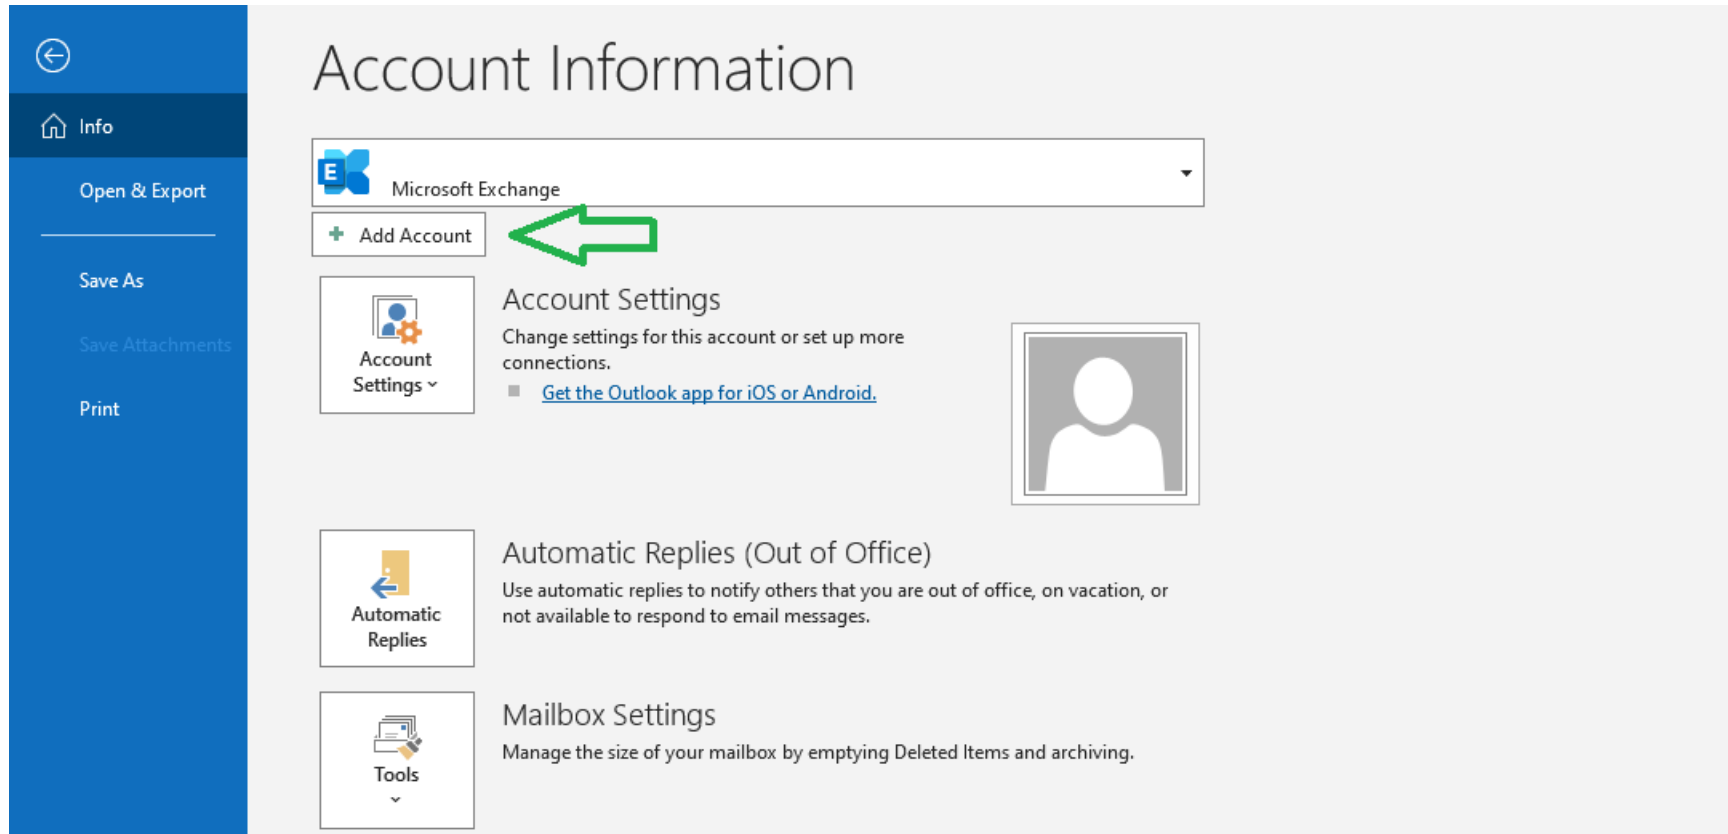 Account Information
Info
Open & Export
Save As
Save Attachments
Print
E
Microsoft Exchange
+ Add Account
Account
Settings
Account Settings
Change settings for this account or set up more
connections.
Get the Outlook app for iOS or Android.
Automatic
Replies
Automatic Replies (Out of Office)
Use automatic replies to notify others that you are out of office, on vacation, or
not available to respond to email messages.
Tools
Mailbox Settings
Manage the size of your mailbox by emptying Deleted Items and archiving.